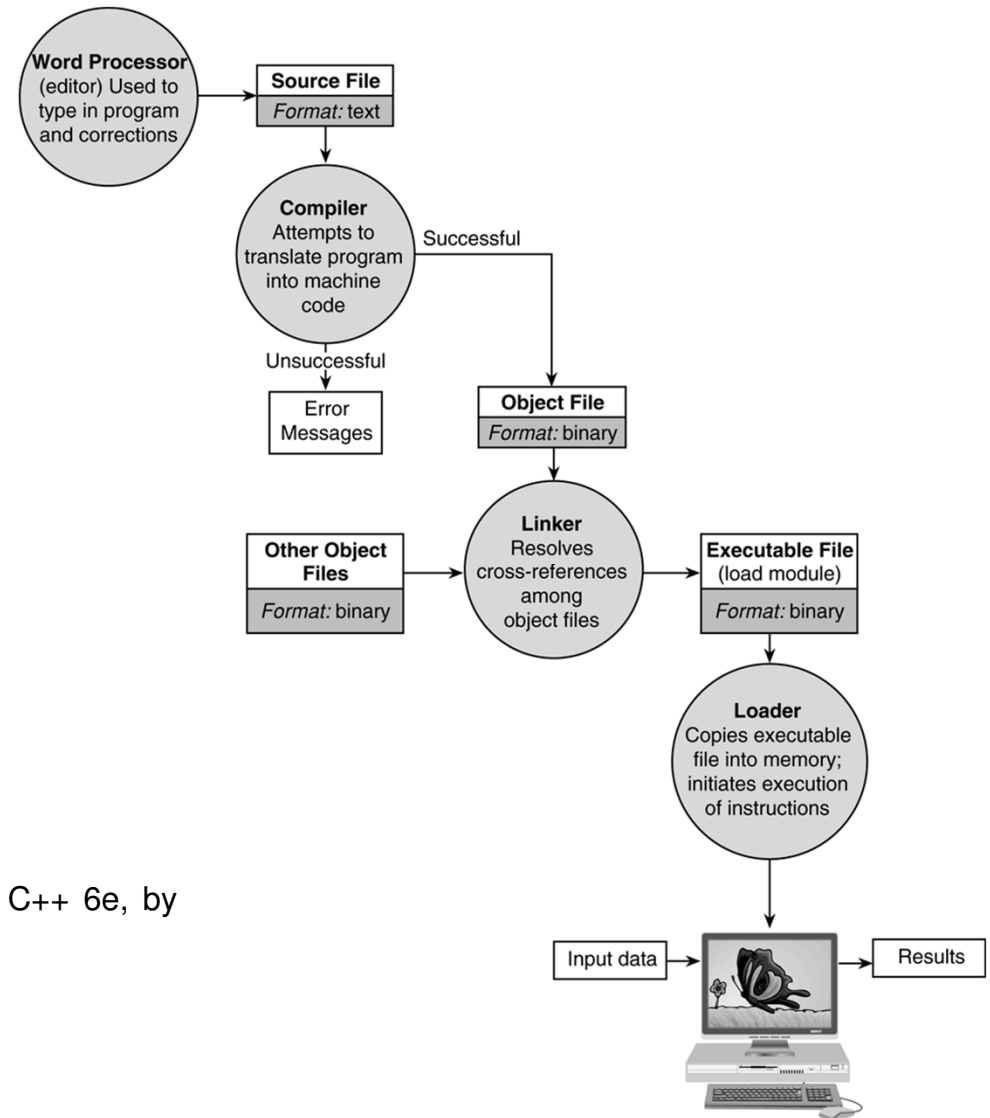 Word Processor
(editor) Used to
type in program
and corrections
Source File
Format: text
Compiler
Attempts to
translate program
into machine
code
Successful
Unsuccessful
Error
Messages
Object File
Format: binary
Other Object
Files
Format: binary
Linker
Resolves
cross-references
among
object files
Executable File
(load module)
Format: binary
Loader
Copies executable
file into memory;
initiates execution
of instructions
C++ 6e, by
Input data
Results